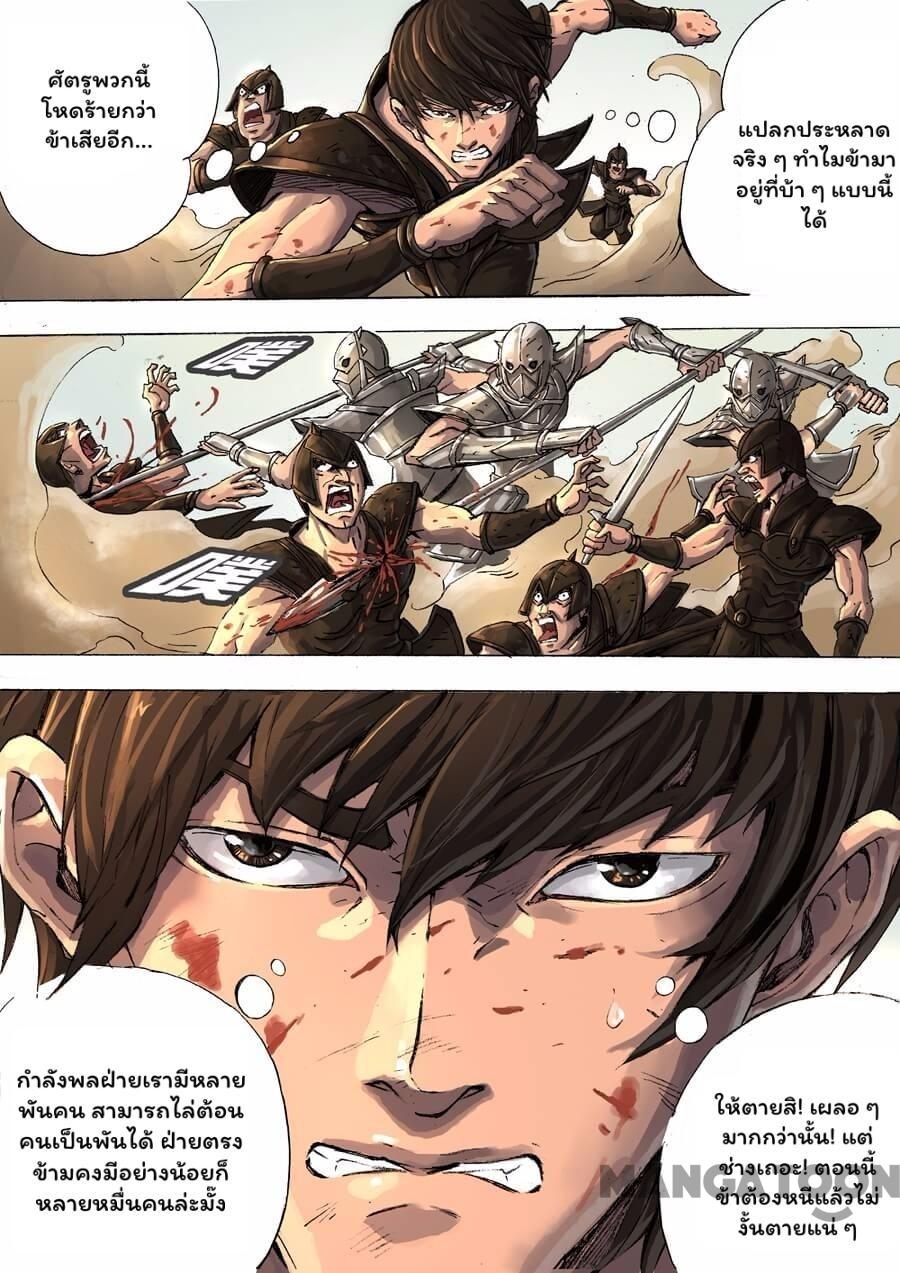 ศัตรูพวกนี้
โหดร้ายกว่า
ข้าเสียอีก...
แปลกประหลาด
จริง ๆ ทำไมข้ามา
อยู่ที่บ้า ๆ แบบนี้
ได้
噗
噗
กำลังพลฝ่ายเรามีหลาย
พันคน สามารถไล่ต้อน
คนเป็นพันได้ ฝ่ายตรง
ข้ามคงมีอย่างน้อยก็
หลายหมื่นคนล่ะมั๊ง
ให้ตายสิ! เผลอ ๆ
มากกว่านั้น! แต่
ช่างเถอะ! ตอนนี้
ข้าต้องหนีแล้วไม่
งั้นตายแน่ ๆ
MANGATOON